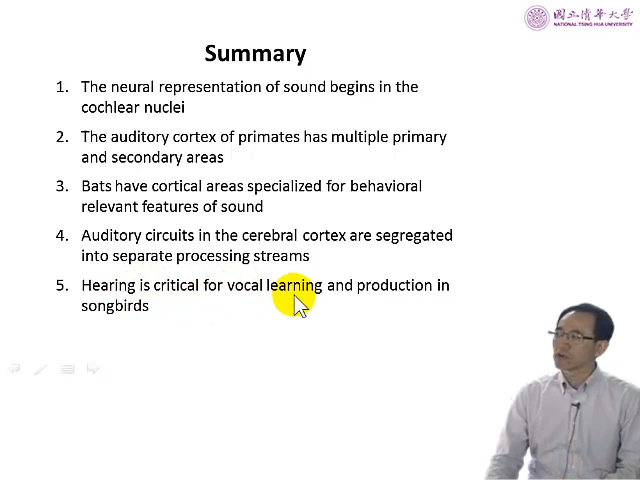 國立清華大學
NATIONAL TSING HUA UNIVERSITY
Summary
1. The neural representation of sound begins in the
cochlear nuclei
2. The auditory cortex of primates has multiple primary
and secondary areas
3. Bats have cortical areas specialized for behavioral
relevant features of sound
4. Auditory circuits in the cerebral cortex are segregated
into separate processing streams
5. Hearing is critical for vocal learning and production in
songbirds